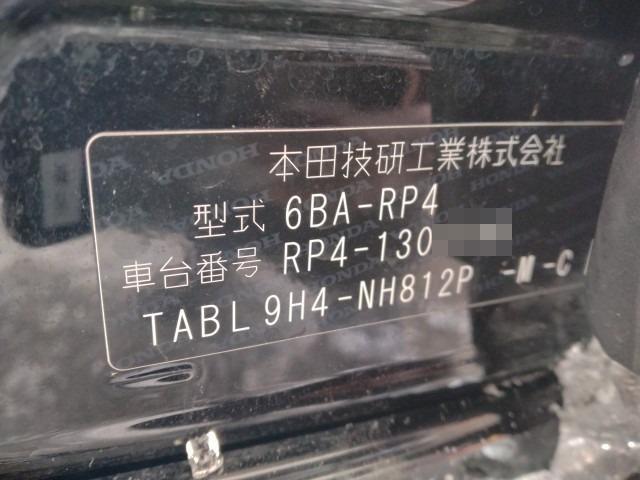 本田技研工業株式会社
型式 6BA-RP4
車台番号 RP4-130
TABL 9H4-NH812P -M-C